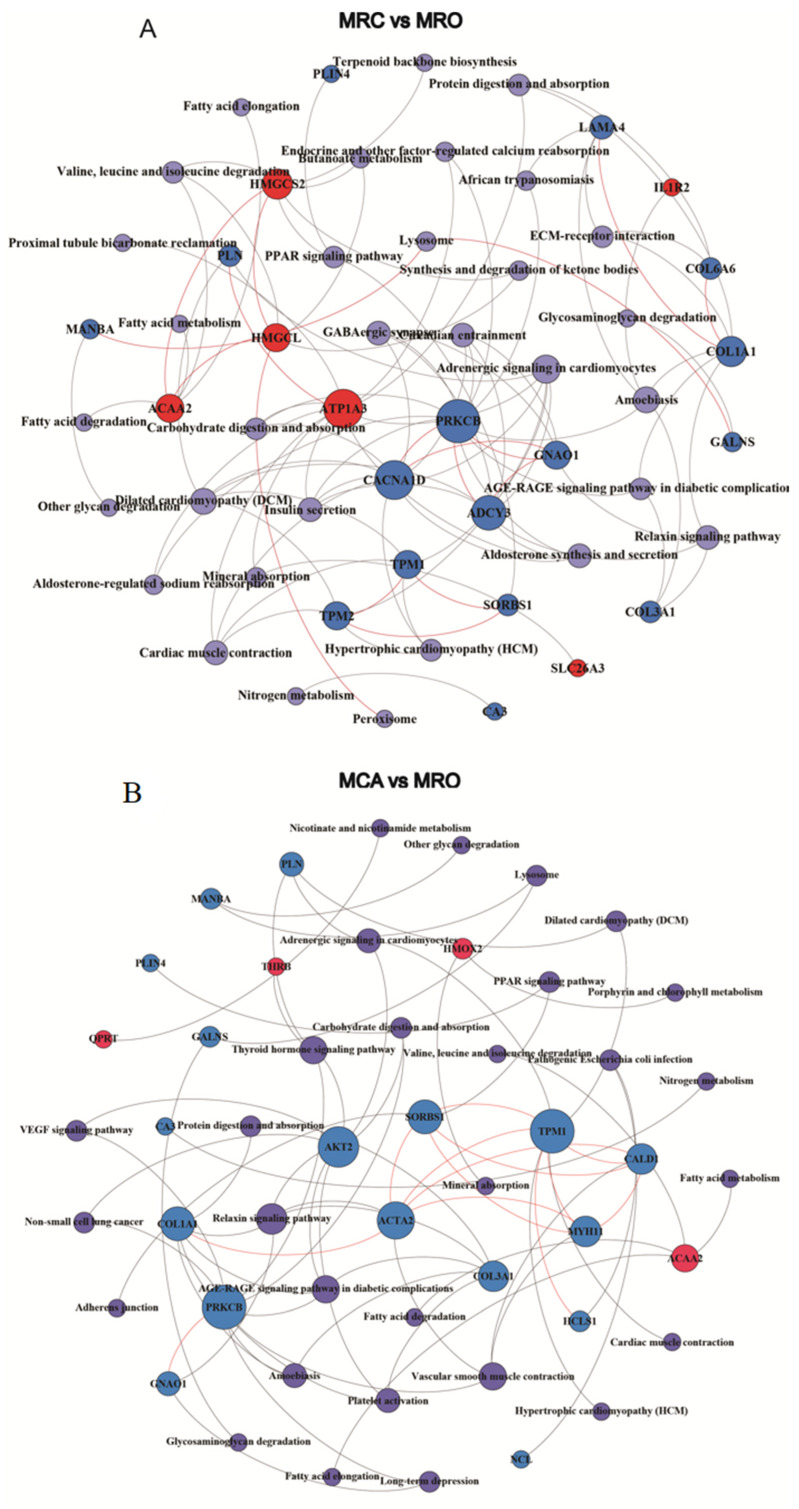 A
MRC vs MRO
Terpenoid backbone biosynthesis
PLIN4
Protein digestion and absorption
Fatty acid elongation
LAMA4
Endocrine and other factor-regulated calcium reabsorption
Butanoate metabolism
Valine, leucine and isoleucine degradation
HMGCS2
African trypanosomiasis
IL1R2
Proximal tubule bicarbonate reclamation
Lysosome
ECM-receptor interaction
PLN
PPAR signaling pathway
Synthesis and degradation of ketone bodies
COL6A6
MANBA
Fatty acid metabolism
HMGCL
GABAergic synapse
Circadian entrainment
Glycosaminoglycan degradation
COL1A1
Adrenergic signaling in cardiomyocytes
ACAA2
ATP1A3
Amoebiasis
Fatty acid degradation
Carbohydrate digestion and absorption
PRKCB
GALNS
GNAO1
CACNA1D
AGE-RAGE signaling pathway in diabetic complication
Other glycan degradation
Dilated cardiomyopathy (DCM)
Insulin secretion
ADCY3
Relaxin signaling pathway
Aldosterone synthesis and secretion
TPM1
Aldosterone-regulated sodium reabsorption
Mineral absorption
SORBS1
COL3A1
TPM2
Cardiac muscle contraction
Hypertrophic cardiomyopathy (HCM)
SLC26A3
Nitrogen metabolism
CA3
Peroxisome
B
MCA vs MRO
Nicotinate and nicotinamide metabolism
Other glycan degradation
PLN
Lysosome
MANBA
Dilated cardiomyopathy (DCM)
Adrenergic signaling in cardiomyocytes
HMOX2
PLIN4
THRB
PPAR signaling pathway
Porphyrin and chlorophyll metabolism
QPRT
GALNS
Carbohydrate digestion and absorption
Thyroid hormone signaling pathway
Valine, leucine and isoleucine degradation
Pathogenic Escherichia coli infection
Nitrogen metabolism
VEGF signaling pathway
CA3
Protein digestion and absorption
SORBS1
TPM1
AKT2
CALD1
Mineral absorption
Fatty acid metabolism
Non-small cell lung cancer
COL1A1
Relaxin signaling pathway
ACTA2
MYH11
ACAA2
COL3A1
AGE-RAGE signaling pathway in diabetic complications
Adherens junction
PRKCB
Fatty acid degradation
HCLS1
Cardiac muscle contraction
GNAO1
Amoebiasis
Vascular smooth muscle contraction
Platelet activation
Hypertrophic cardiomyopathy (HCM)
Glycosaminoglycan degradation
NCL
Fatty acid elongation
Long-term depression